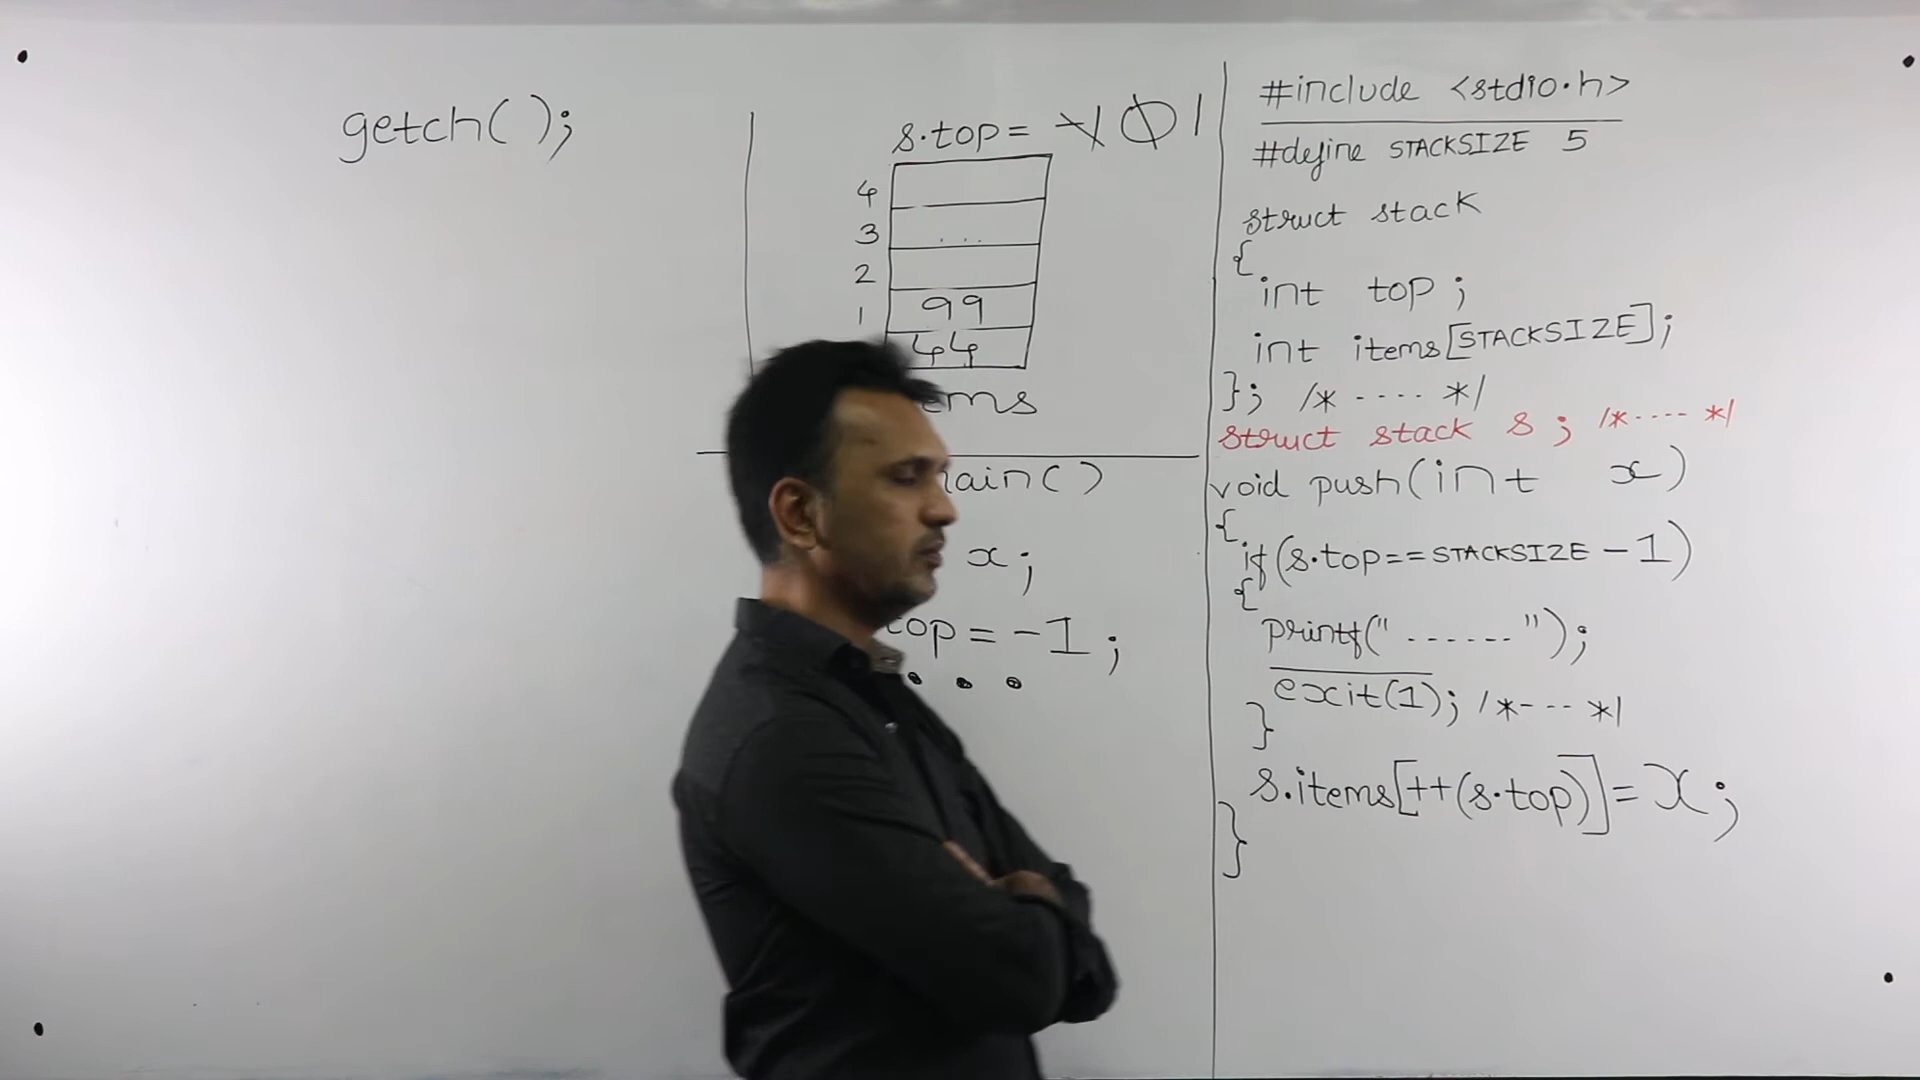 getch();
s.top = -1 0 1
4
3 ...
2
1 99
44
ems
ain()
x;
top = -1;
• • •
#include <stdio.h>
#define STACKSIZE 5
struct stack
{
int top;
int items[STACKSIZE];
}; /* ---- */
struct stack s; /* ---- */
void push(int x)
{
if(s.top==STACKSIZE-1)
{
printf("------");
exit(1); /*---*/
}
s.items[++(s.top)]=x;
}